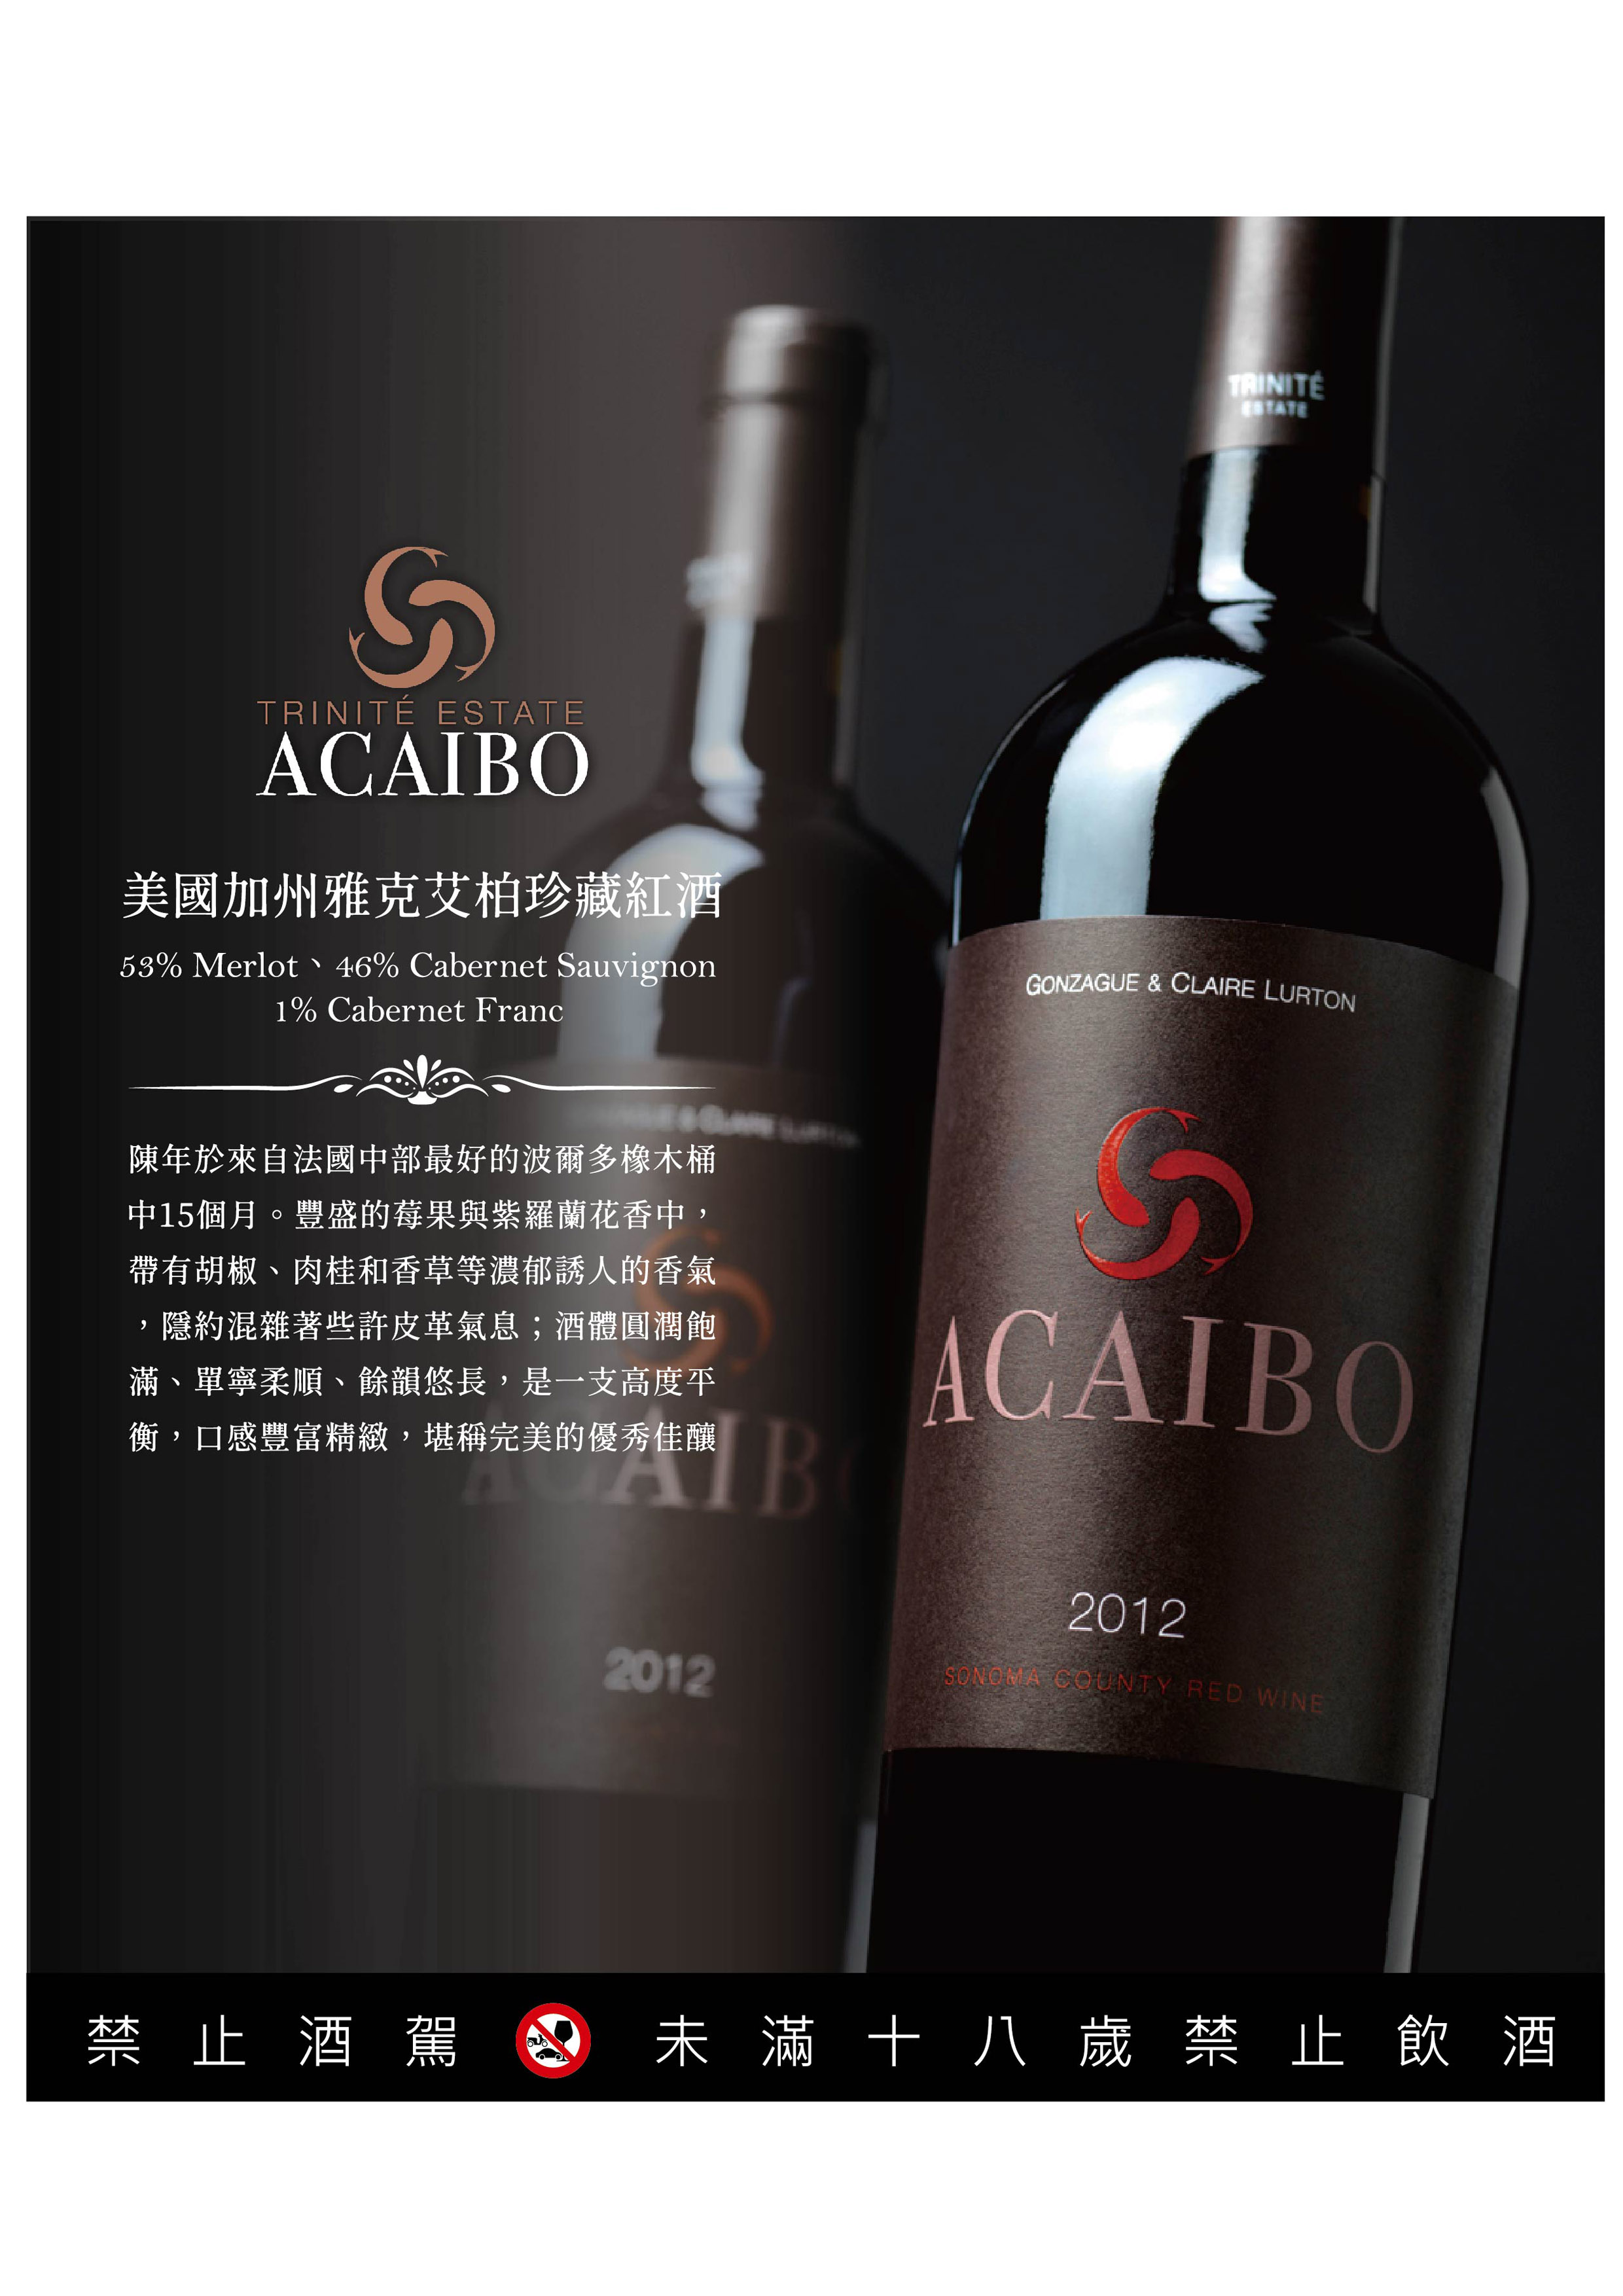 TRINITÉ ESTATE
ACAIBO
美國加州雅克艾柏珍藏紅酒
53% Merlot、46% Cabernet Sauvignon
1% Cabernet Franc
陳年於來自法國中部最好的波爾多橡木桶
中15個月。豐盛的莓果與紫羅蘭花香中，
帶有胡椒、肉桂和香草等濃郁誘人的香氣
，隱約混雜著些許皮革氣息；酒體圓潤飽
滿、單寧柔順、餘韻悠長，是一支高度平
衡，口感豐富精緻，堪稱完美的優秀佳釀
GONZAGUE & CLAIRE LURTON
ACAIB
2012
TRINITÉ
ESTATE
GONZAGUE & CLAIRE LURTON
ACAIBO
2012
SONOMA COUNTY RED WINE
禁止酒駕 未滿十八歲禁止飲酒